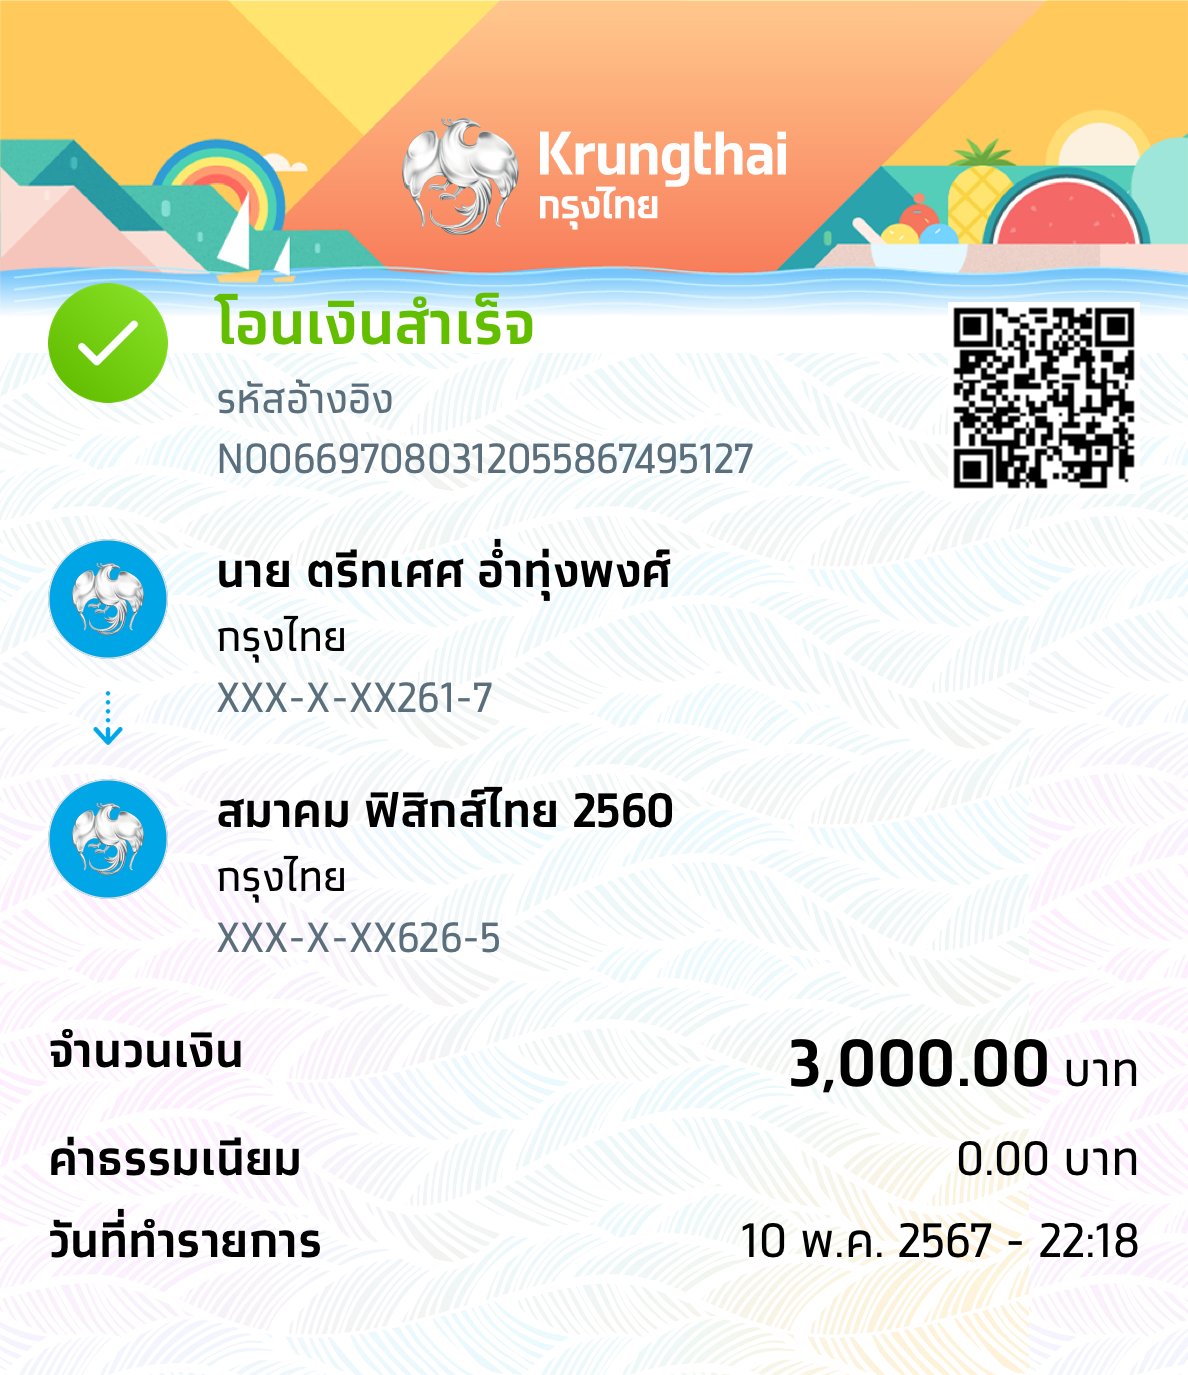 Krungthai
กรุงไทย
โอนเงินสำเร็จ
รหัสอ้างอิง
N00669708031205586749512​7
นาย ตรีทเศศ อ่ำทุ่งพงศ์
กรุงไทย
XXX-X-XX261-7
สมาคม ฟิสิกส์ไทย 2560
กรุงไทย
XXX-X-XX626-5
จำนวนเงิน 3,000.00 บาท
ค่าธรรมเนียม 0.00 บาท
วันที่ทำรายการ 10 พ.ค. 2567 - 22:18